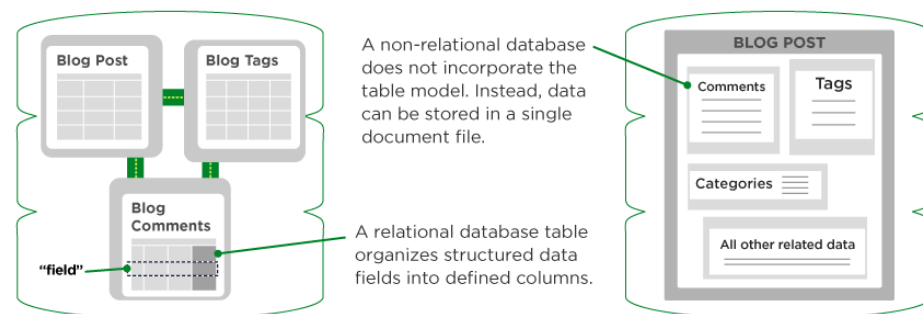 Blog Post
Blog Tags
Blog
Comments
“field”
A non-relational database
does not incorporate the
table model. Instead, data
can be stored in a single
document file.
A relational database table
organizes structured data
fields into defined columns.
BLOG POST
Comments
Tags
Categories
All other related data